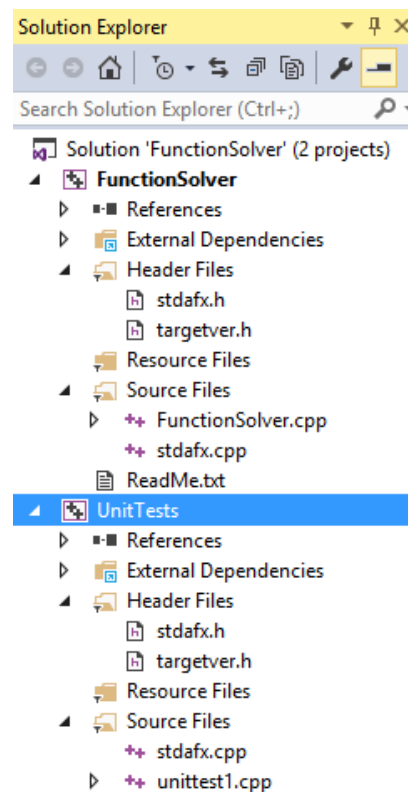 Solution Explorer
Search Solution Explorer (Ctrl+;)
Solution 'FunctionSolver' (2 projects)
FunctionSolver
References
External Dependencies
Header Files
stdafx.h
targetver.h
Resource Files
Source Files
FunctionSolver.cpp
stdafx.cpp
ReadMe.txt
UnitTests
References
External Dependencies
Header Files
stdafx.h
targetver.h
Resource Files
Source Files
stdafx.cpp
unittest1.cpp